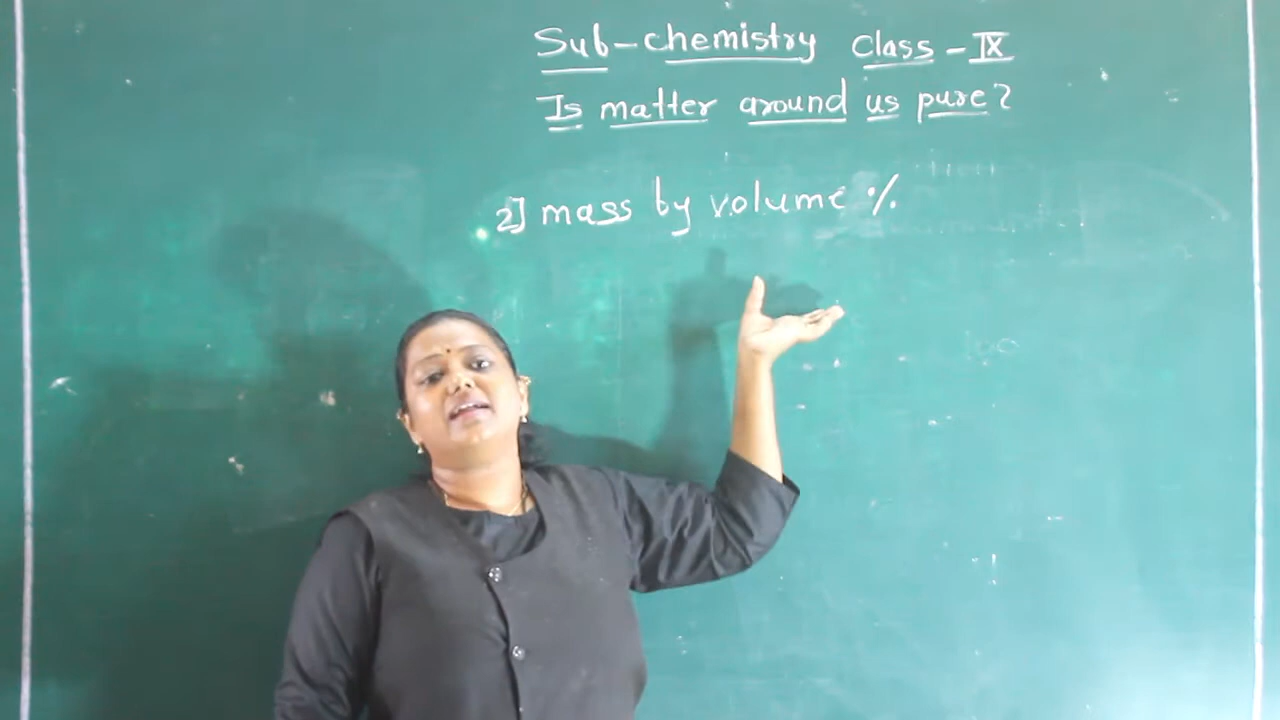 Sub-chemistry Class-IX
Is matter around us pure?
2] mass by volume %